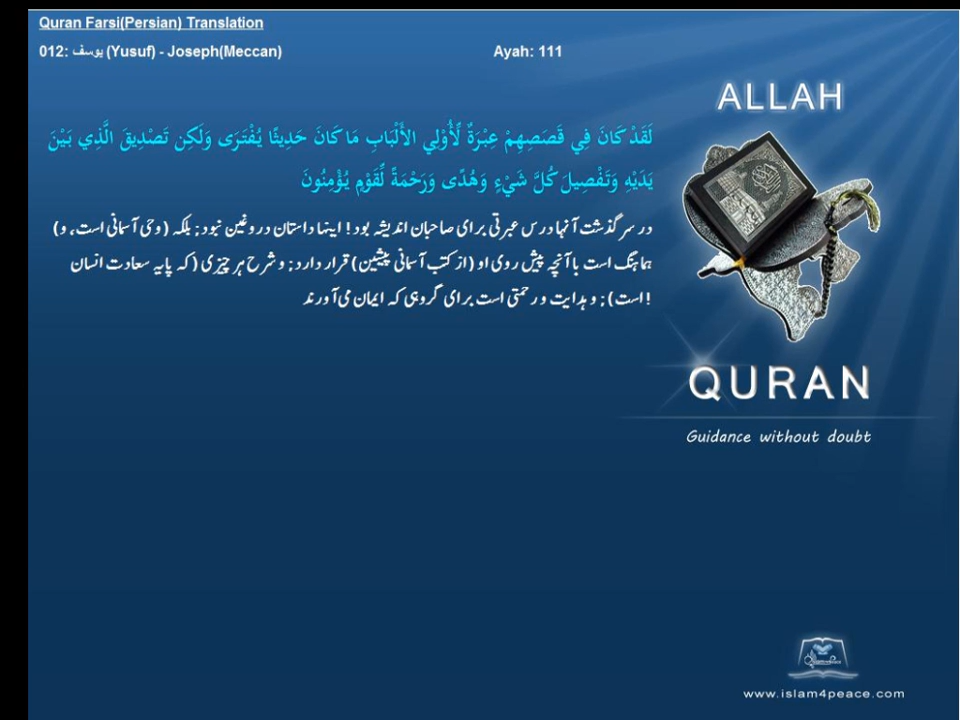 Quran Farsi(Persian) Translation
012: يوسف (Yusuf) - Joseph(Meccan) Ayah: 111
ALLAH
لَقَدْ كَانَ فِي قَصَصِهِمْ عِبْرَةٌ لِّأُوْلِي الأَلْبَابِ مَا كَانَ حَدِيثًا يُفْتَرَى وَلَكِن تَصْدِيقَ الَّذِي بَيْنَ
يَدَيْهِ وَتَفْصِيلَ كُلَّ شَيْءٍ وَهُدًى وَرَحْمَةً لِّقَوْمٍ يُؤْمِنُونَ
در سرگذشت آنها درس عبرتی برای صاحبان اندیشه بود! اینها داستان دروغین نبود; بلکه (وحی آسمانی است، و)
هماهنگ است با آنچه پیش روی او (از کتب آسمانی پیشین) قرار دارد; و شرح هر چیزی (که پایه سعادت انسان
است); و هدایت و رحمتی است برای گروهی که ایمان می‌آورند!
QURAN
Guidance without doubt
www.islam4peace.com